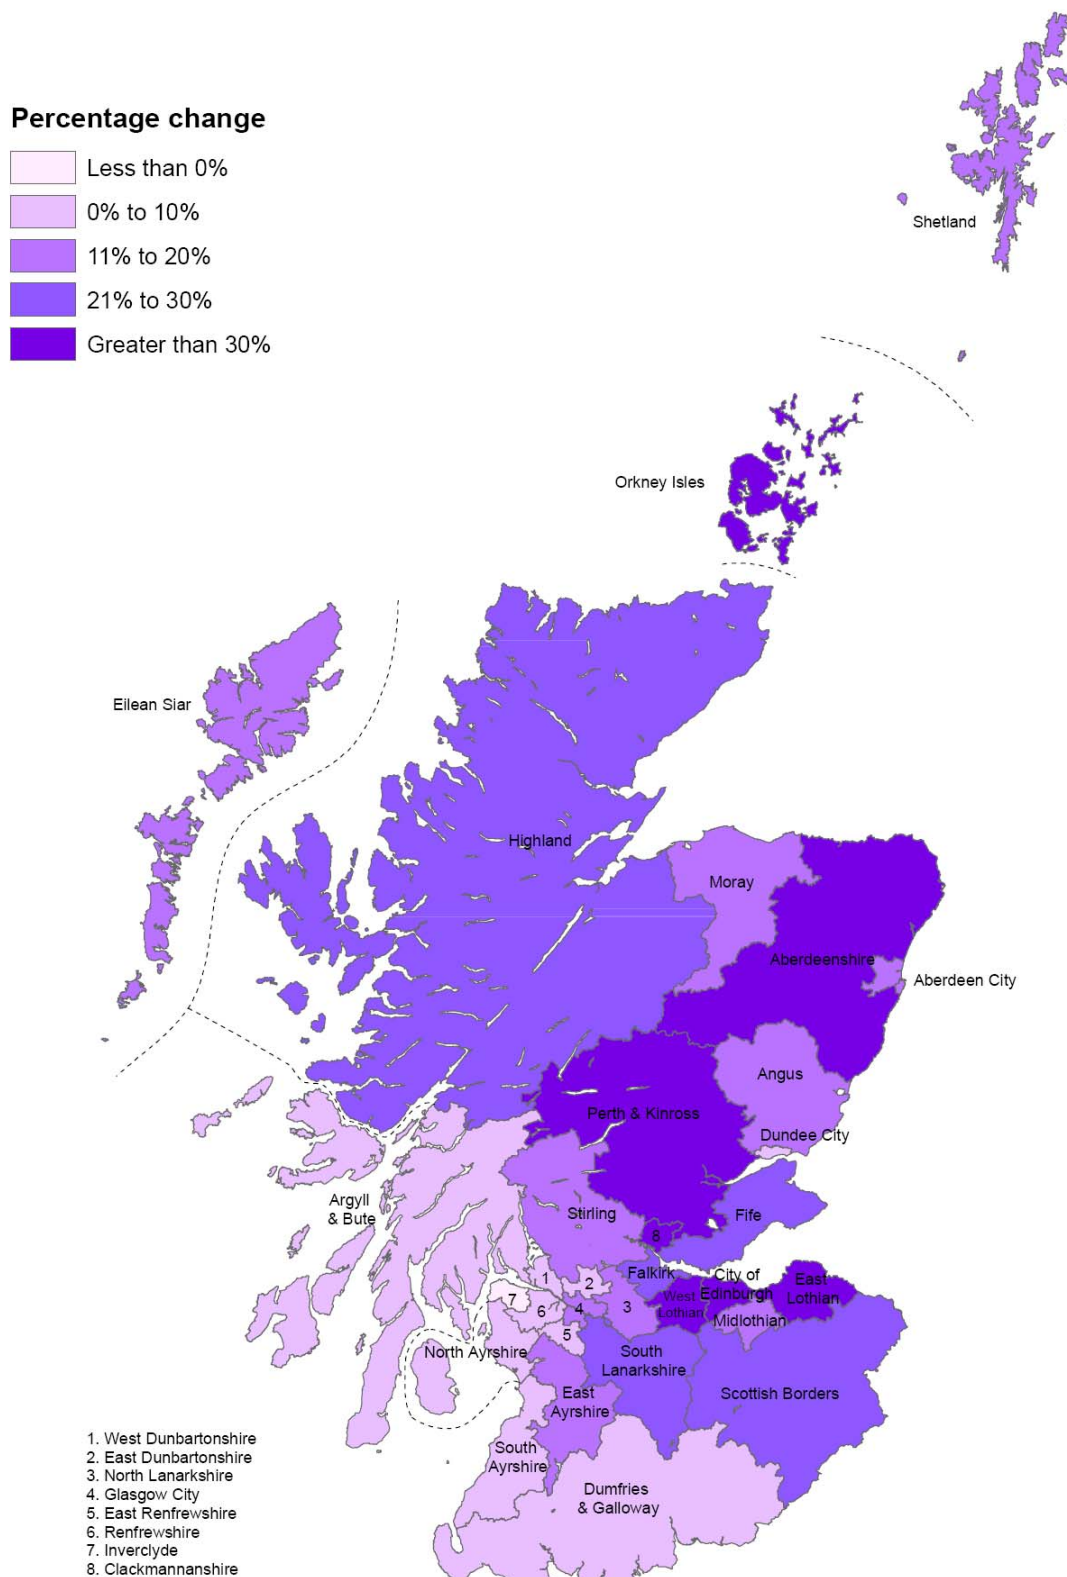 Percentage change
Less than 0%
0% to 10%
11% to 20%
21% to 30%
Greater than 30%
Shetland
Orkney Isles
Eilean Siar
Highland
Moray
Aberdeenshire
Aberdeen City
Angus
Perth & Kinross
Dundee City
Argyll
& Bute
Stirling
Fife
8
1
2
Falkirk
City of
Edinburgh
East
Lothian
West
Lothian
7
6
4
3
Midlothian
5
North Ayrshire
South
Lanarkshire
Scottish Borders
East
Ayrshire
South
Ayrshire
Dumfries
& Galloway
1. West Dunbartonshire
2. East Dunbartonshire
3. North Lanarkshire
4. Glasgow City
5. East Renfrewshire
6. Renfrewshire
7. Inverclyde
8. Clackmannanshire